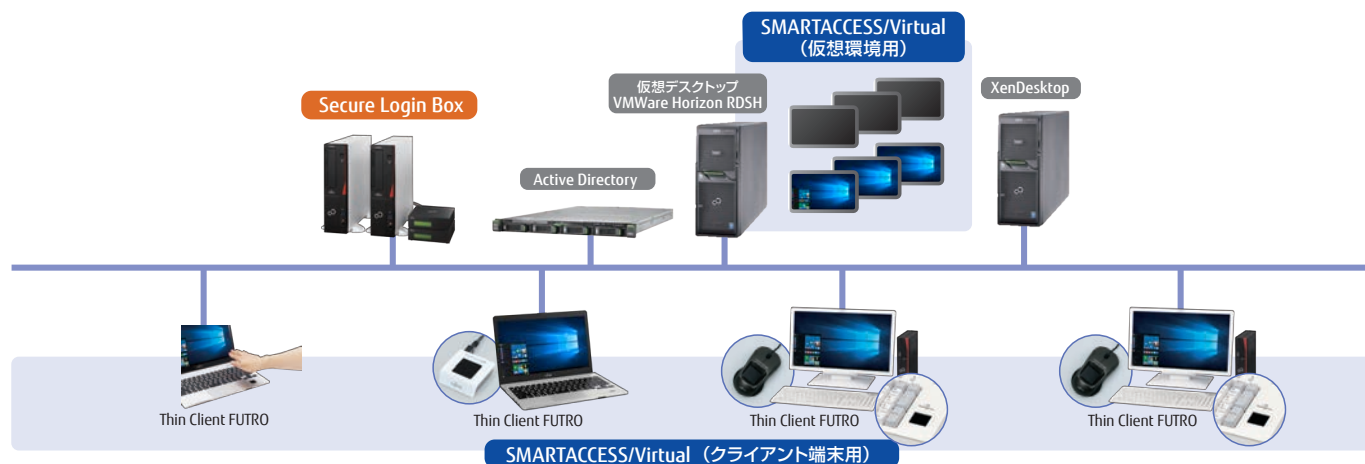 SMARTACCESS/Virtual
（仮想環境用）
Secure Login Box
Active Directory
仮想デスクトップ
VMWare Horizon RDSH
XenDesktop
Thin Client FUTRO
Thin Client FUTRO
Thin Client FUTRO
Thin Client FUTRO
SMARTACCESS/Virtual（クライアント端末用）